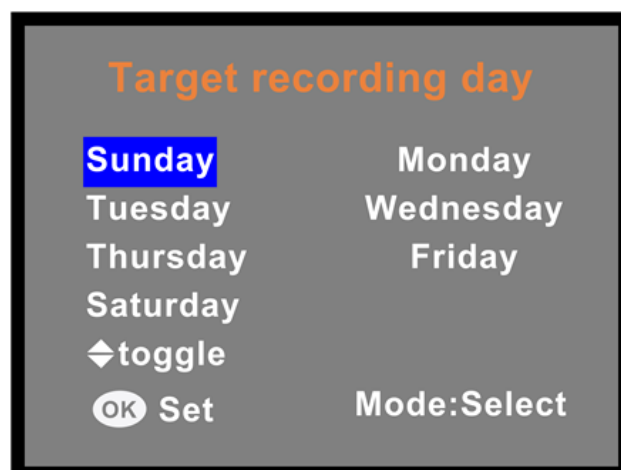 Target recording day
Sunday Monday
Tuesday Wednesday
Thursday Friday
Saturday
toggle
OK Set Mode:Select